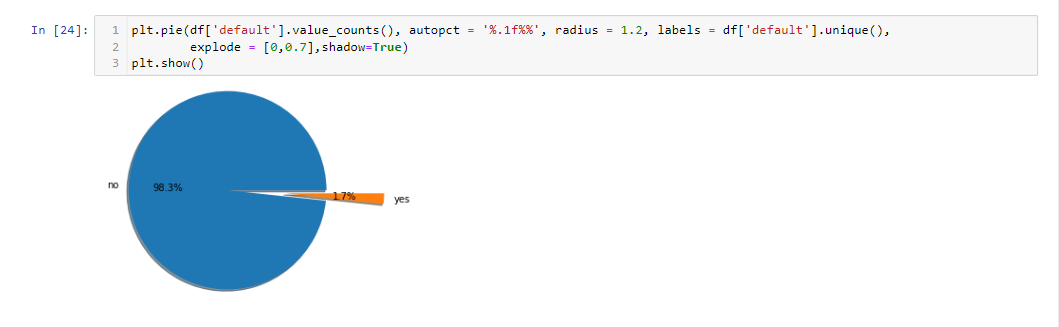 In [24]:
1 plt.pie(df['default'].value_counts(), autopct = '%.1f%%', radius = 1.2, labels = df['default'].unique(),
2 explode = [0,0.7],shadow=True)
3 plt.show()
no
98.3%
1.7%
yes